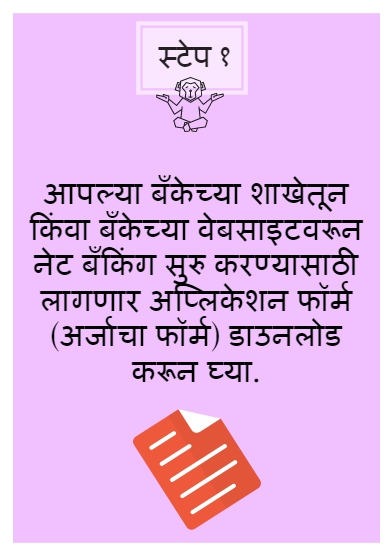 स्टेप १
आपल्या बँकेच्या शाखेतून
किंवा बँकेच्या वेबसाइटवरून
नेट बँकिंग सुरु करण्यासाठी
लागणार अप्लिकेशन फॉर्म
(अर्जाचा फॉर्म) डाउनलोड
करून घ्या.